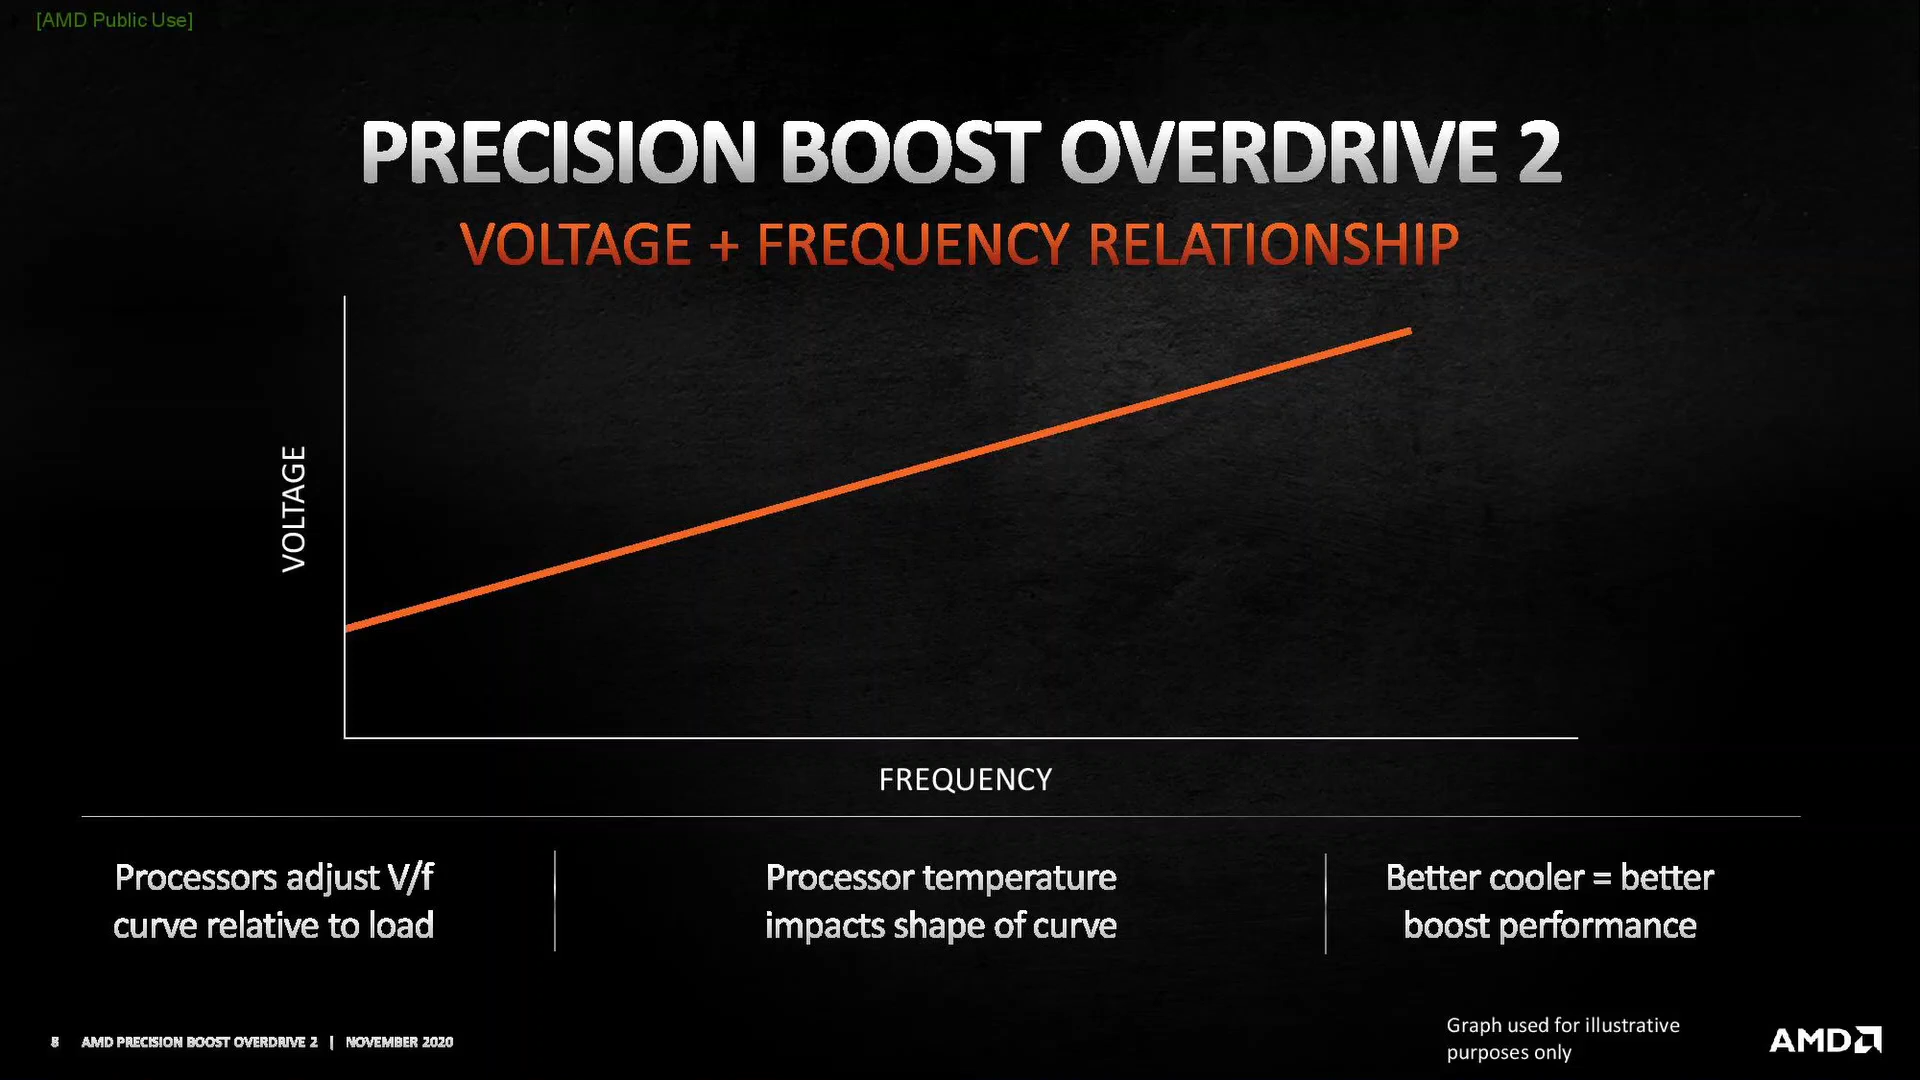 [AMD Public Use]
PRECISION BOOST OVERDRIVE 2
VOLTAGE + FREQUENCY RELATIONSHIP
VOLTAGE
FREQUENCY
Processors adjust V/f
curve relative to load
Processor temperature
impacts shape of curve
Better cooler = better
boost performance
8 AMD PRECISION BOOST OVERDRIVE 2 | NOVEMBER 2020
Graph used for illustrative
purposes only
AMD